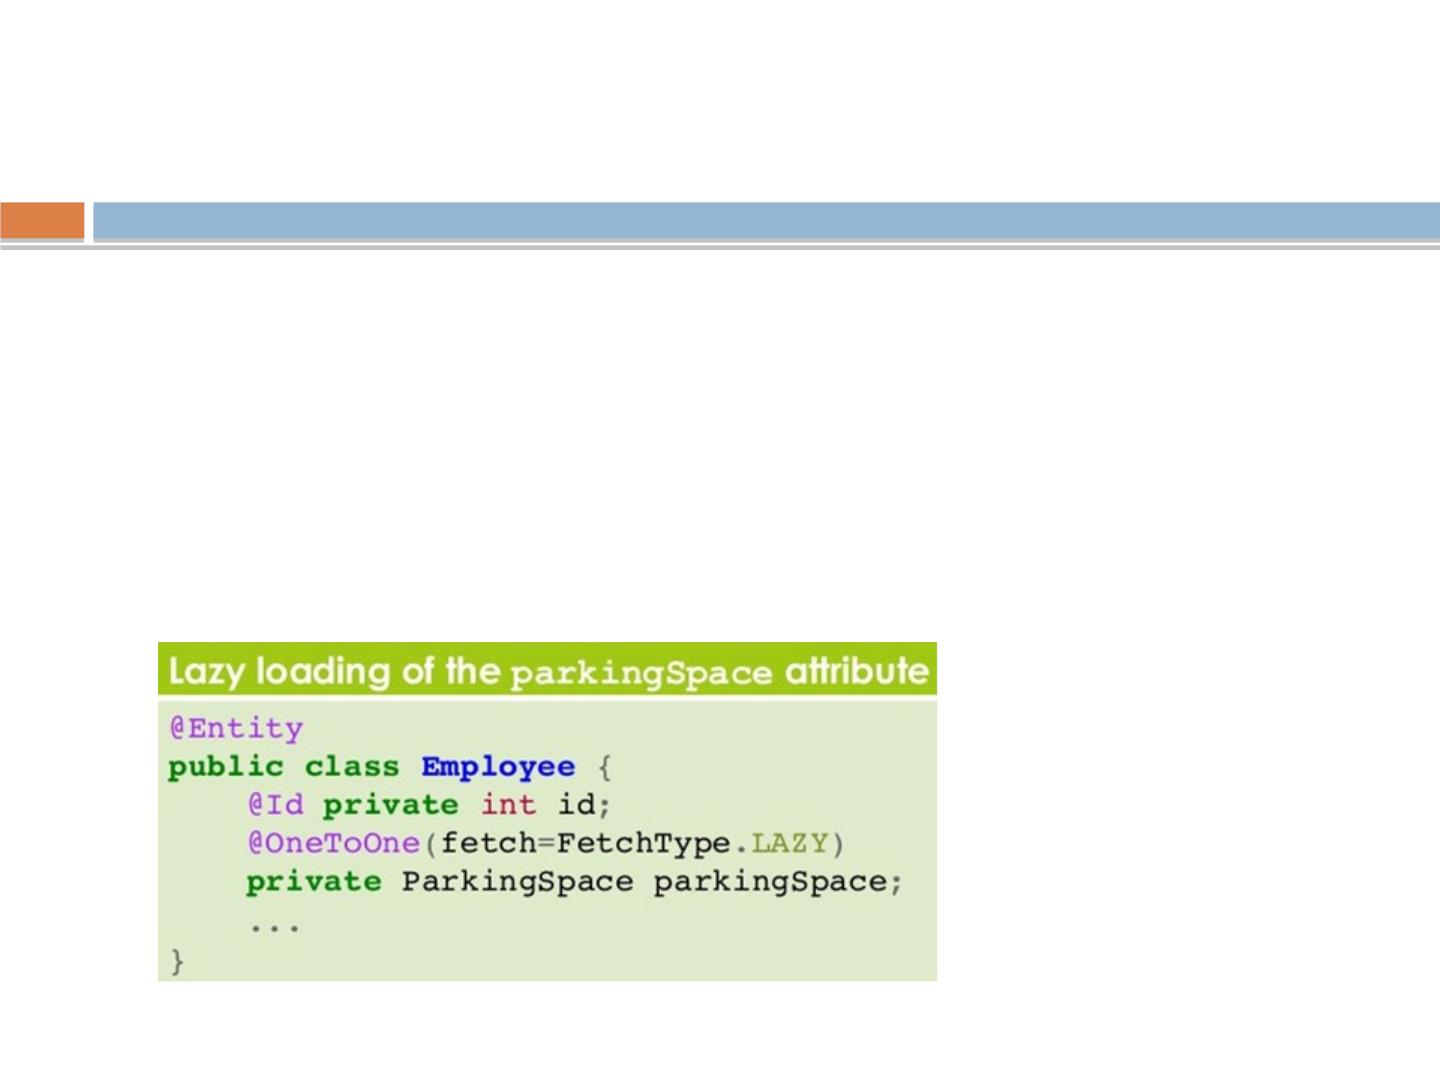 Lazy loading of the parkingSpace attribute
@Entity
public class Employee {
    @Id private int id;
    @OneToOne(fetch=FetchType.LAZY)
    private ParkingSpace parkingSpace;
    ...
}